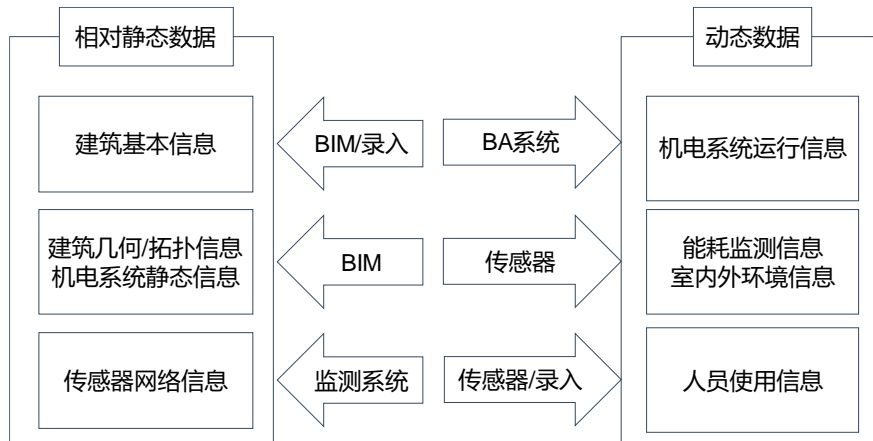 相对静态数据
动态数据
建筑基本信息
BIM/录入
BA系统
机电系统运行信息
建筑几何/拓扑信息
机电系统静态信息
BIM
传感器
能耗监测信息
室内外环境信息
传感器网络信息
监测系统
传感器/录入
人员使用信息